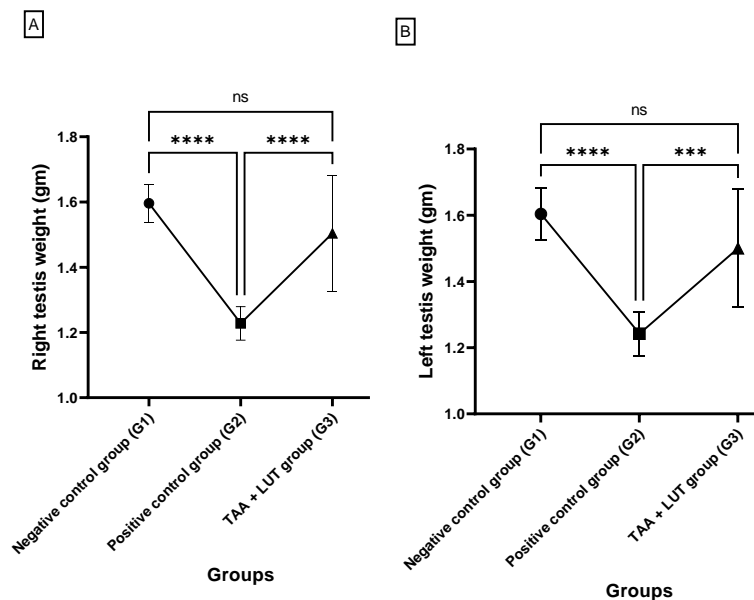 A
ns
**** ****
Right testis weight (gm)
1.8
1.6
1.4
1.2
1.0
Negative control group (G1)
Positive control group (G2)
TAA + LUT group (G3)
Groups
B
ns
**** ***
Left testis weight (gm)
1.8
1.6
1.4
1.2
1.0
Negative control group (G1)
Positive control group (G2)
TAA + LUT group (G3)
Groups